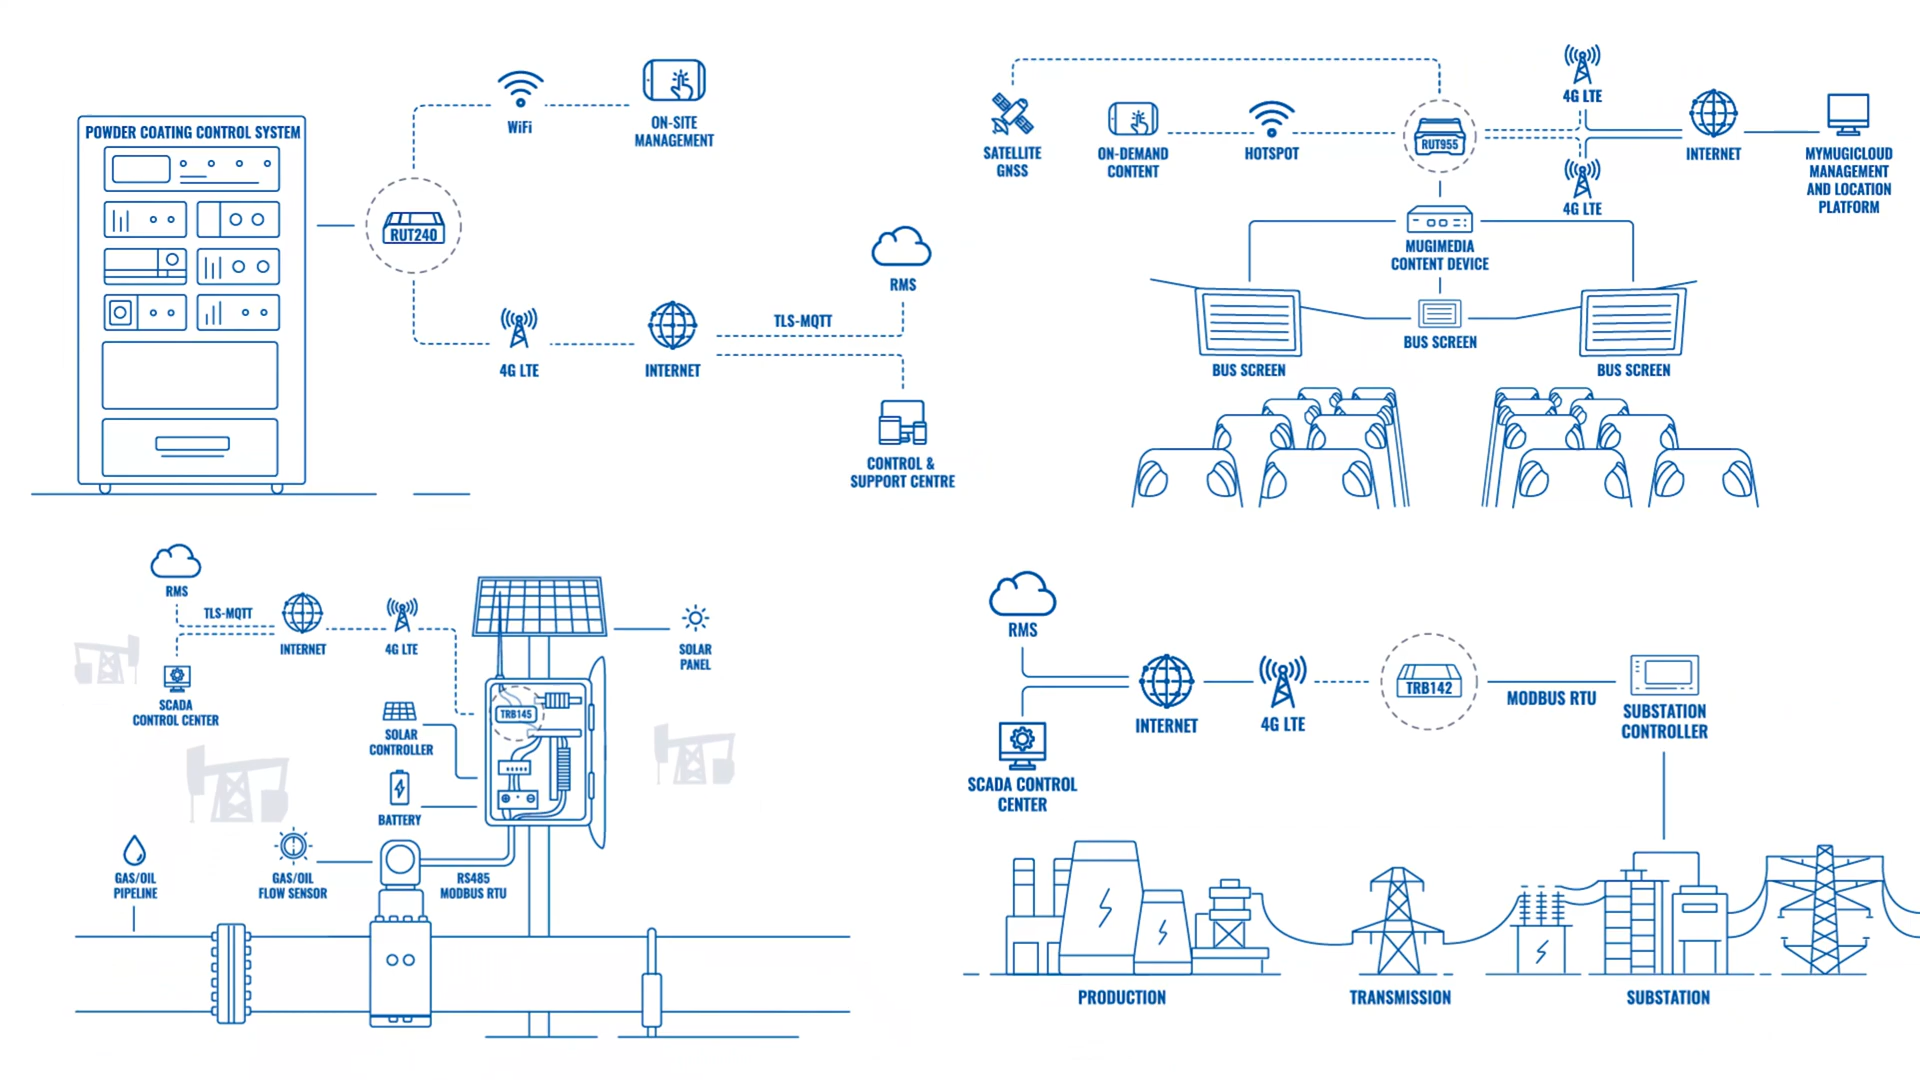 POWDER COATING CONTROL SYSTEM
WiFi
ON-SITE
MANAGEMENT
RUT240
RMS
TLS-MQTT
4G LTE
INTERNET
CONTROL &
SUPPORT CENTRE
4G LTE
SATELLITE
GNSS
ON-DEMAND
CONTENT
HOTSPOT
RUT955
4G LTE
INTERNET
MYMUGICLOUD
MANAGEMENT
AND LOCATION
PLATFORM
MUGIMEDIA
CONTENT DEVICE
BUS SCREEN
BUS SCREEN
BUS SCREEN
RMS
TLS-MQTT
INTERNET
4G LTE
SOLAR
PANEL
SCADA
CONTROL CENTER
TRB145
SOLAR
CONTROLLER
BATTERY
GAS/OIL
PIPELINE
GAS/OIL
FLOW SENSOR
RS485
MODBUS RTU
RMS
INTERNET
4G LTE
TRB142
MODBUS RTU
SUBSTATION
CONTROLLER
SCADA CONTROL
CENTER
PRODUCTION
TRANSMISSION
SUBSTATION